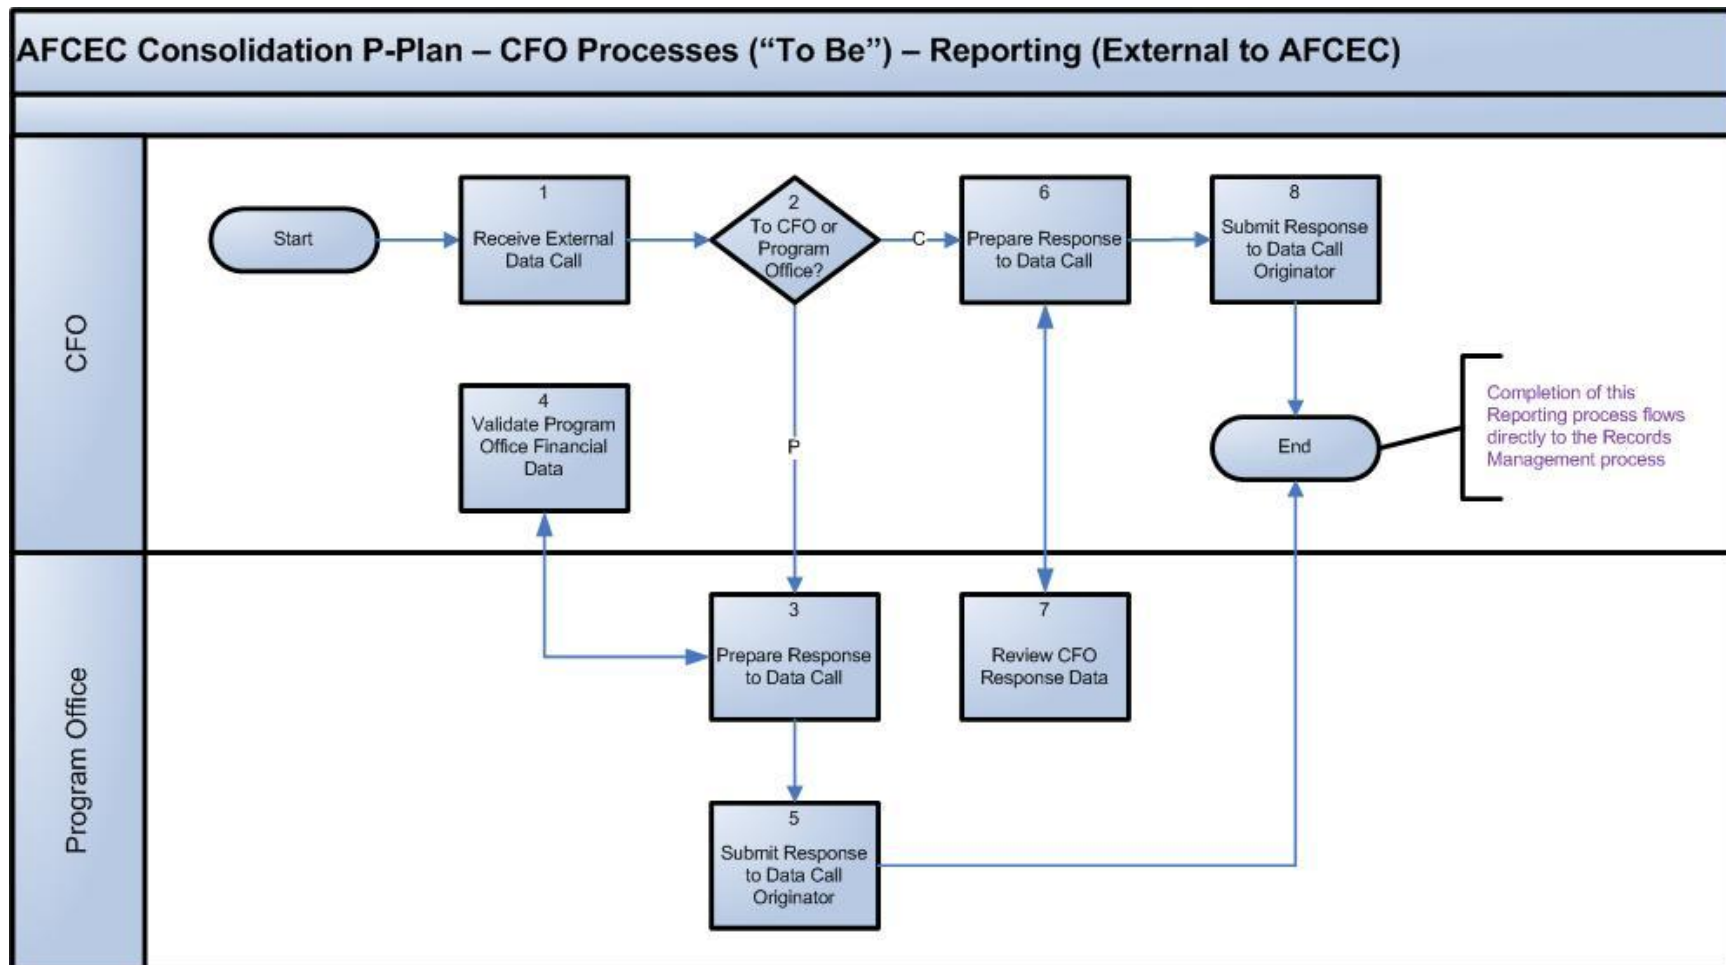 AFCEC Consolidation P-Plan – CFO Processes (“To Be”) – Reporting (External to AFCEC)
CFO
Start
1
Receive External
Data Call
2
To CFO or
Program
Office?
C
6
Prepare Response
to Data Call
8
Submit Response
to Data Call
Originator
4
Validate Program
Office Financial
Data
P
End
Completion of this
Reporting process flows
directly to the Records
Management process
Program Office
3
Prepare Response
to Data Call
7
Review CFO
Response Data
5
Submit Response
to Data Call
Originator